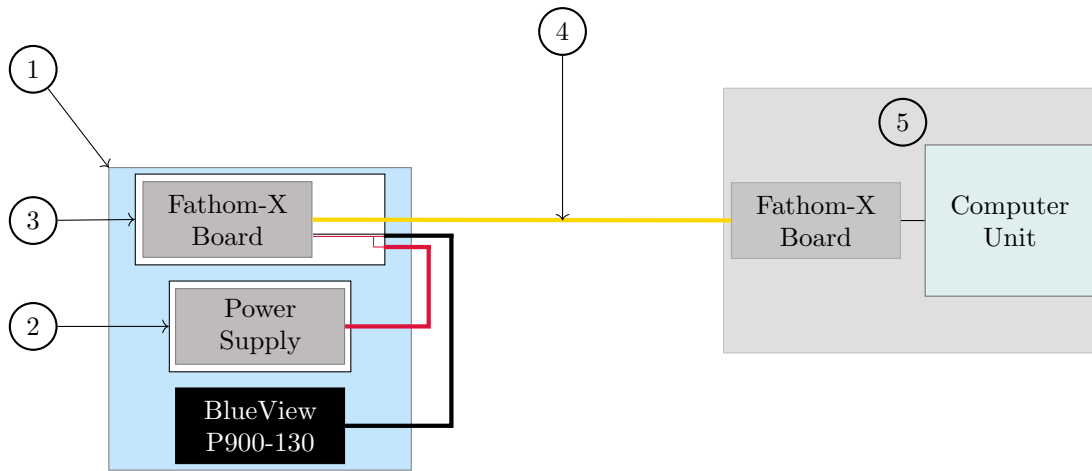 4
1
5
Fathom-X
Board
Fathom-X
Board
Computer
Unit
3
Power
Supply
2
BlueView
P900-130